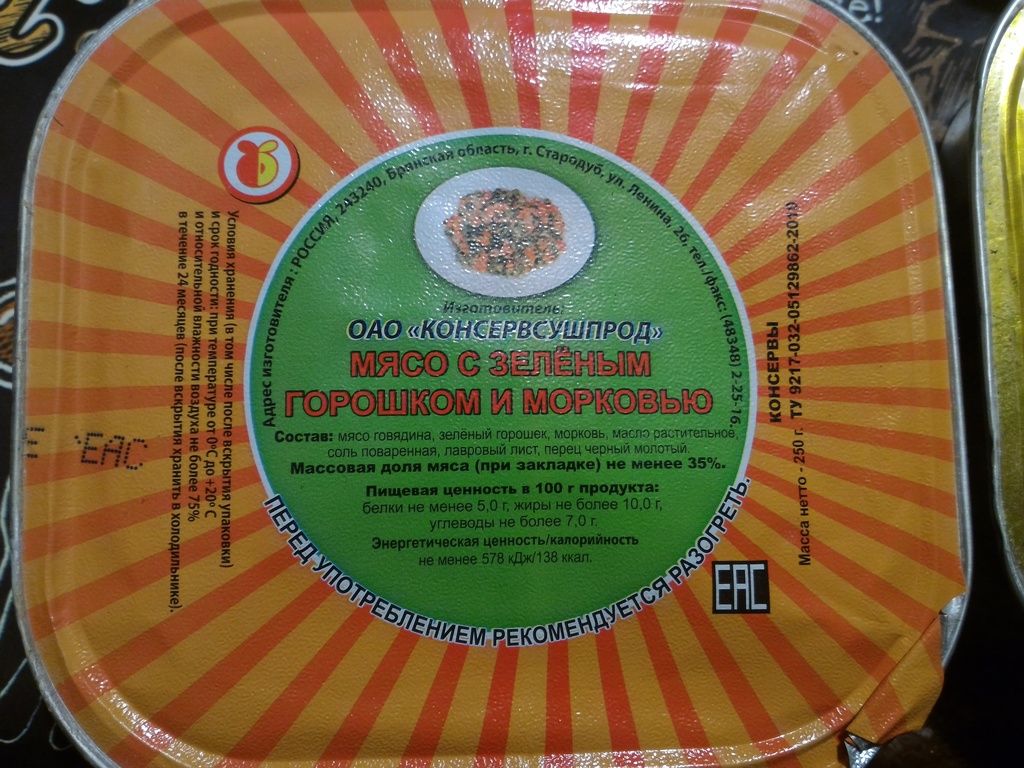 Адрес изготовителя: РОССИЯ, 243240, Брянская область, г. Стародуб, ул. Ленина, 26, тел./факс: (48348) 2-25-16.
Изготовитель:
ОАО «КОНСЕРВСУШПРОД»
МЯСО С ЗЕЛЁНЫМ
ГОРОШКОМ И МОРКОВЬЮ
Состав: мясо говядина, зелёный горошек, морковь, масло растительное,
соль поваренная, лавровый лист, перец черный молотый.
Массовая доля мяса (при закладке) не менее 35%.
Пищевая ценность в 100 г продукта:
белки не менее 5,0 г, жиры не более 10,0 г,
углеводы не более 7,0 г.
Энергетическая ценность/калорийность
не менее 578 кДж/138 ккал.
ПЕРЕД УПОТРЕБЛЕНИЕМ РЕКОМЕНДУЕТСЯ РАЗОГРЕТЬ.
Условия хранения (в том числе после вскрытия упаковки)
и срок годности: при температуре от 0°С до +20°С
и относительной влажности воздуха не более 75%
в течение 24 месяцев (после вскрытия хранить в холодильнике).
КОНСЕРВЫ
ТУ 9217-032-05129862-2010
Масса нетто - 250 г.
EAC
EAC